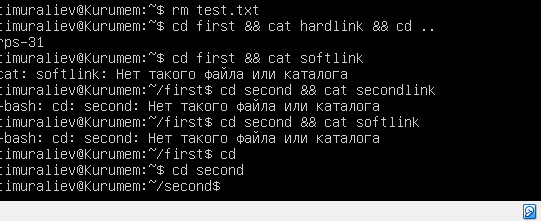 timuraliev@Kurumem:~$ rm test.txt
timuraliev@Kurumem:~$ cd first && cat hardlink && cd ..
rps-31
timuraliev@Kurumem:~$ cd first && cat softlink
cat: softlink: Нет такого файла или каталога
timuraliev@Kurumem:~/first$ cd second && cat secondlink
-bash: cd: second: Нет такого файла или каталога
timuraliev@Kurumem:~/first$ cd second && cat softlink
-bash: cd: second: Нет такого файла или каталога
timuraliev@Kurumem:~/first$ cd
timuraliev@Kurumem:~$ cd second
timuraliev@Kurumem:~/second$